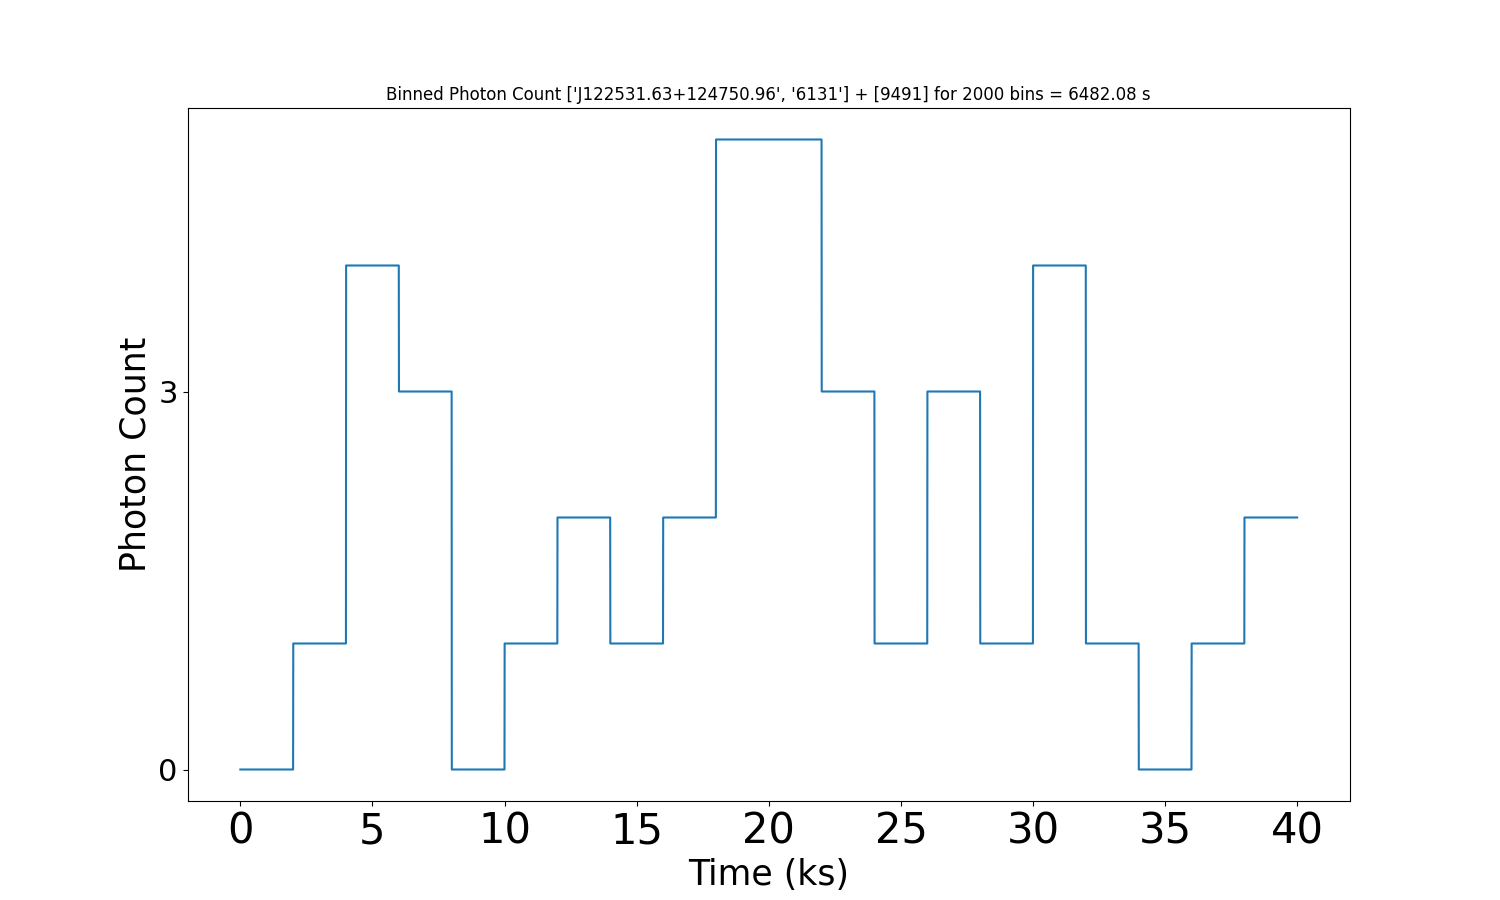 Binned Photon Count ['J122531.63+124750.96', '6131'] + [9491] for 2000 bins = 6482.08 s
Photon Count
3
0
0 5 10 15 20 25 30 35 40
Time (ks)